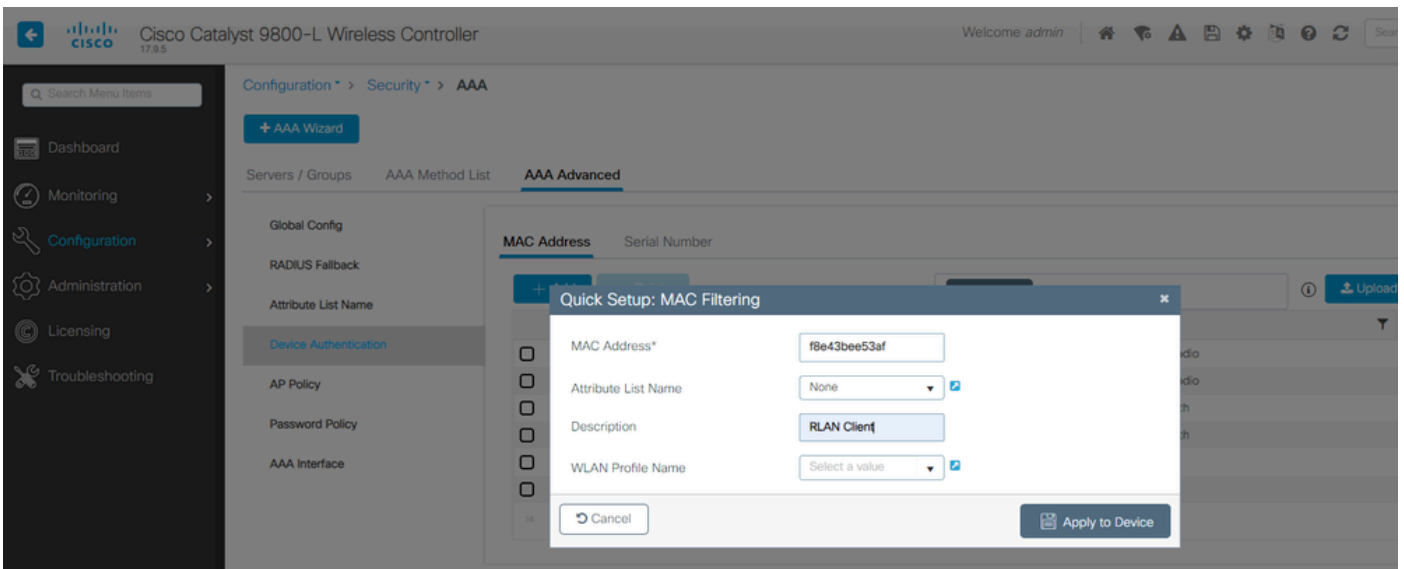 Cisco Catalyst 9800-L Wireless Controller
Welcome admin
CISCO
17.9.5
Search Menu Items
Configuration > Security > AAA
+ AAA Wizard
Dashboard
Servers / Groups AAA Method List AAA Advanced
Monitoring
Configuration
Administration
Licensing
Troubleshooting
Global Config
RADIUS Fallback
Attribute List Name
Device Authentication
AP Policy
Password Policy
AAA Interface
MAC Address Serial Number
Upload
Quick Setup: MAC Filtering
MAC Address* f8e43bee53af
Attribute List Name None
Description RLAN Client
WLAN Profile Name Select a value
Cancel Apply to Device